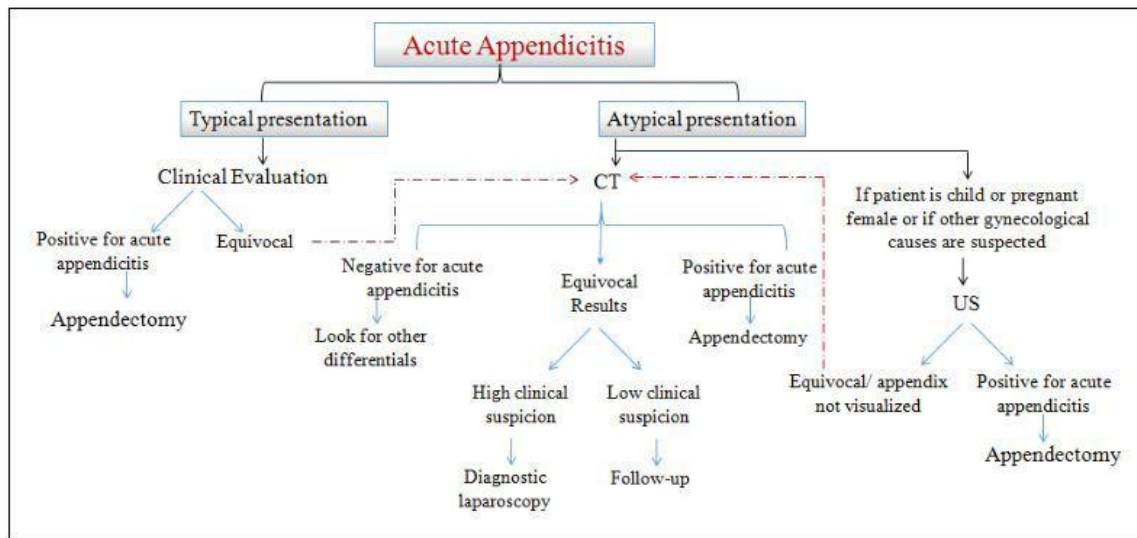 Acute Appendicitis
Typical presentation
Atypical presentation
Clinical Evaluation
CT
If patient is child or pregnant
female or if other gynecological
causes are suspected
Positive for acute
appendicitis
Equivocal
Negative for acute
appendicitis
Equivocal
Results
Positive for acute
appendicitis
US
Appendectomy
Look for other
differentials
Appendectomy
High clinical
suspicion
Low clinical
suspicion
Equivocal/ appendix
not visualized
Positive for acute
appendicitis
Diagnostic
laparoscopy
Follow-up
Appendectomy